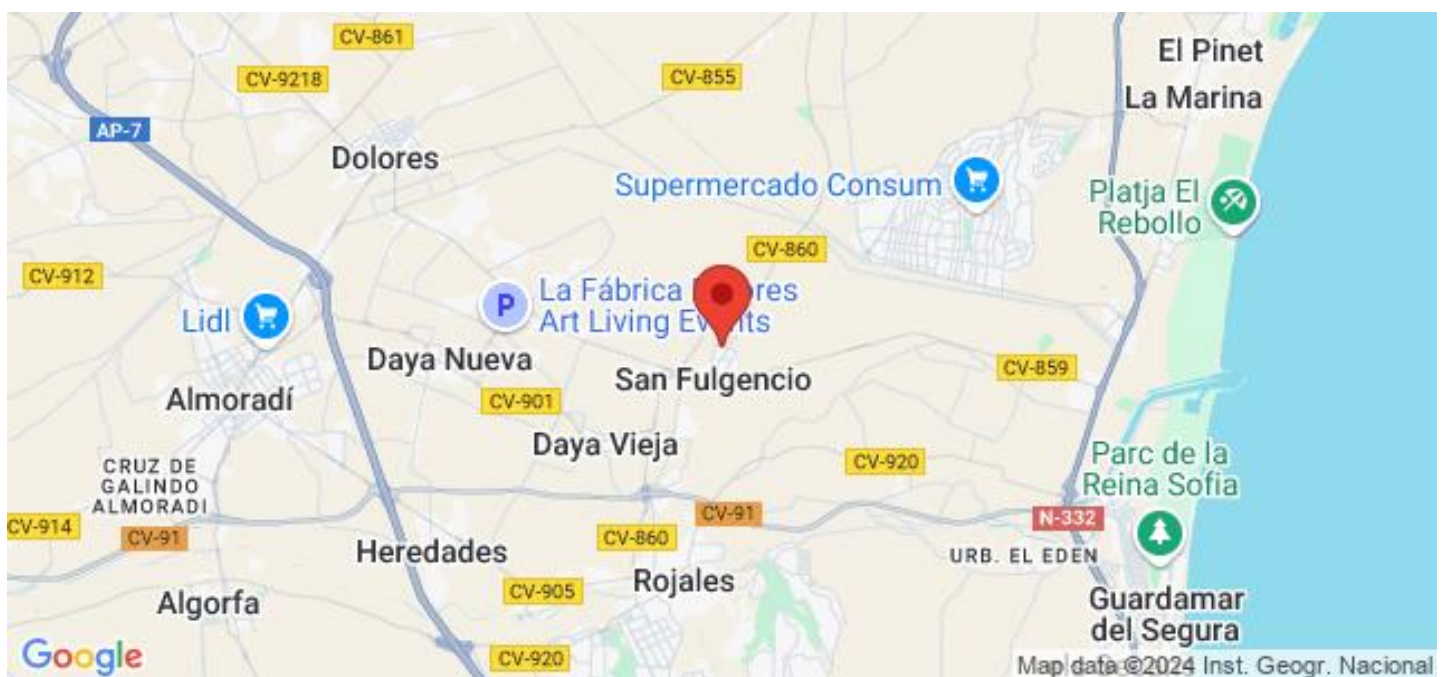 CV-861
El Pinet
CV-9218
CV-855
La Marina
AP-7
Dolores
Supermercado Consum
Platja El
Rebollo
CV-860
CV-912
La Fábrica
Art Living
P
Lidl
Daya Nueva
San Fulgencio
CV-859
Almoradí
CV-901
Daya Vieja
CV-920
Parc de la
Reina Sofia
CRUZ DE
GALINDO
ALMORADI
CV-914
CV-91
CV-91
N-332
CV-860
Heredades
URB. EL EDEN
Rojales
CV-905
Algorfa
Guardamar
del Segura
CV-920
Google
Map data ©2024 Inst. Geogr. Nacional